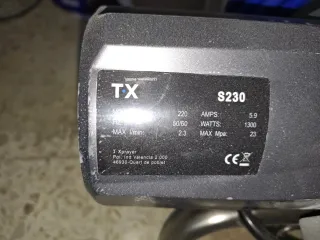 TX
S230
220 AMPS: 5.9
50/60 WATTS: 1300
MAX l/min: 2.3 MAX Mpa: 23
Pol. Ind Valencia 2.000
46930-Quart de poblet
CE